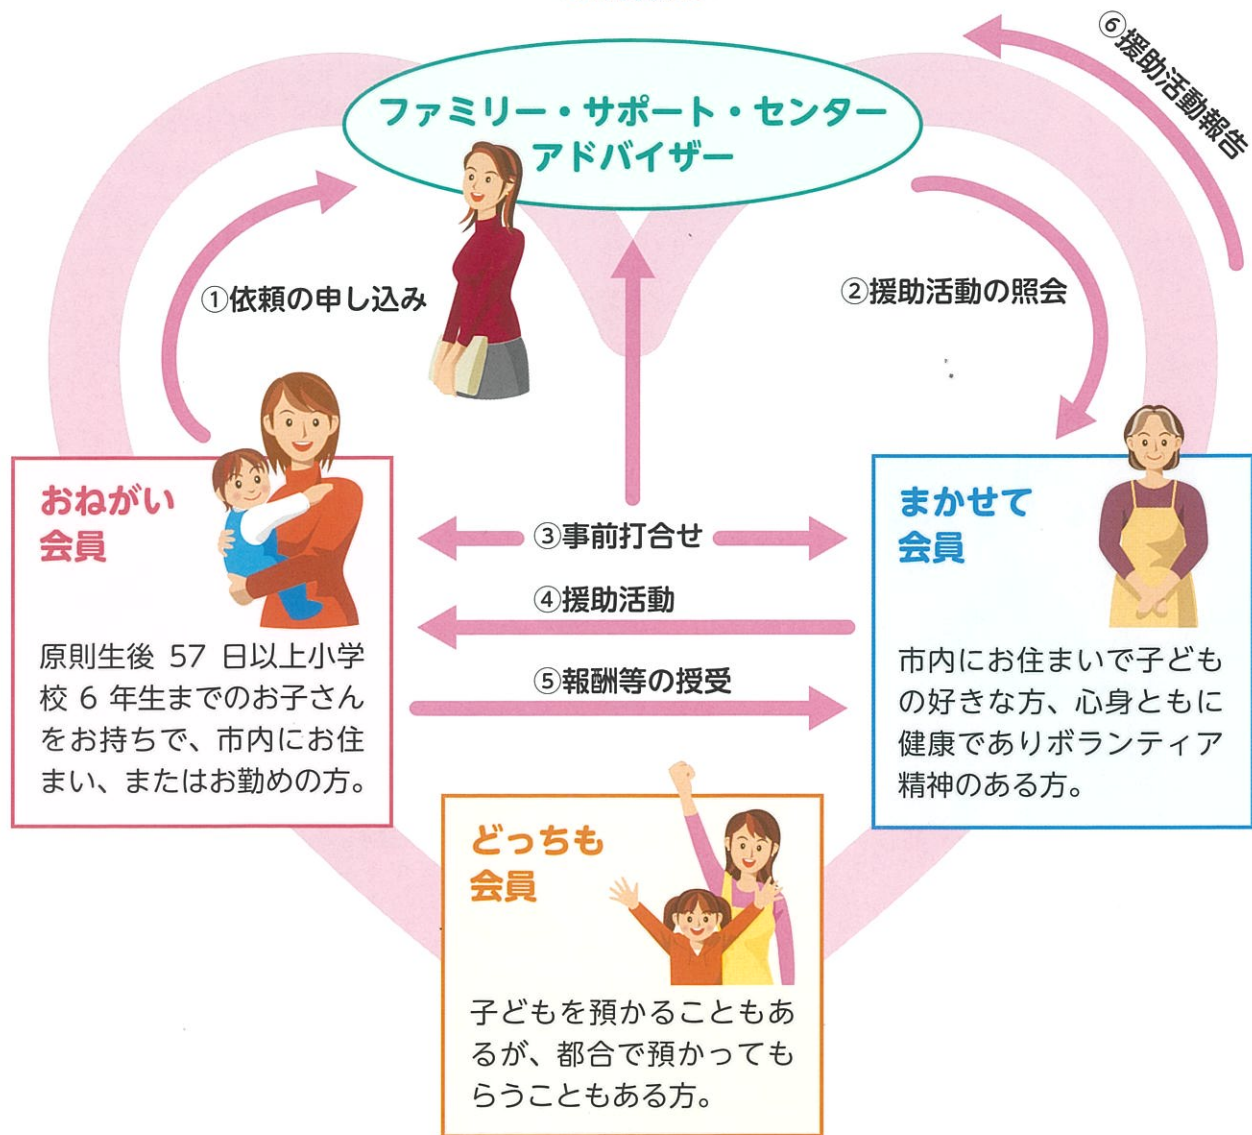 ファミリー・サポート・センター
アドバイザー
⑥援助活動報告
①依頼の申し込み
②援助活動の照会
おねがい
会員
原則生後 57 日以上小学
校 6 年生までのお子さん
をお持ちで、市内にお住
まい、またはお勤めの方。
③事前打合せ
④援助活動
⑤報酬等の授受
まかせて
会員
市内にお住まいで子ども
の好きな方、心身ともに
健康でありボランティア
精神のある方。
どっちも
会員
子どもを預かることもあ
るが、都合で預かっても
らうこともある方。